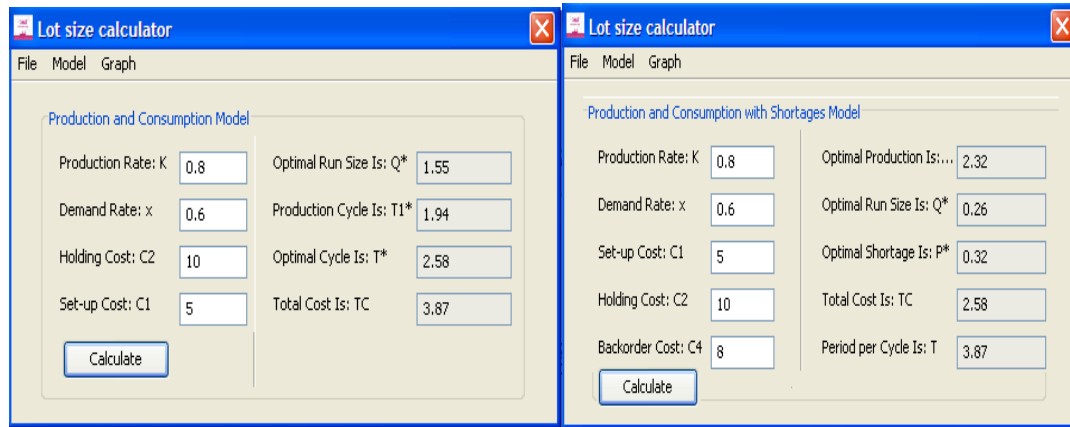 Lot size calculator
File Model Graph
Production and Consumption Model
Production Rate: K 0.8 Optimal Run Size Is: Q* 1.55
Demand Rate: x 0.6 Production Cycle Is: T1* 1.94
Holding Cost: C2 10 Optimal Cycle Is: T* 2.58
Set-up Cost: C1 5 Total Cost Is: TC 3.87
Calculate
Lot size calculator
File Model Graph
Production and Consumption with Shortages Model
Production Rate: K 0.8 Optimal Production Is:... 2.32
Demand Rate: x 0.6 Optimal Run Size Is: Q* 0.26
Set-up Cost: C1 5 Optimal Shortage Is: P* 0.32
Holding Cost: C2 10 Total Cost Is: TC 2.58
Backorder Cost: C4 8 Period per Cycle Is: T 3.87
Calculate